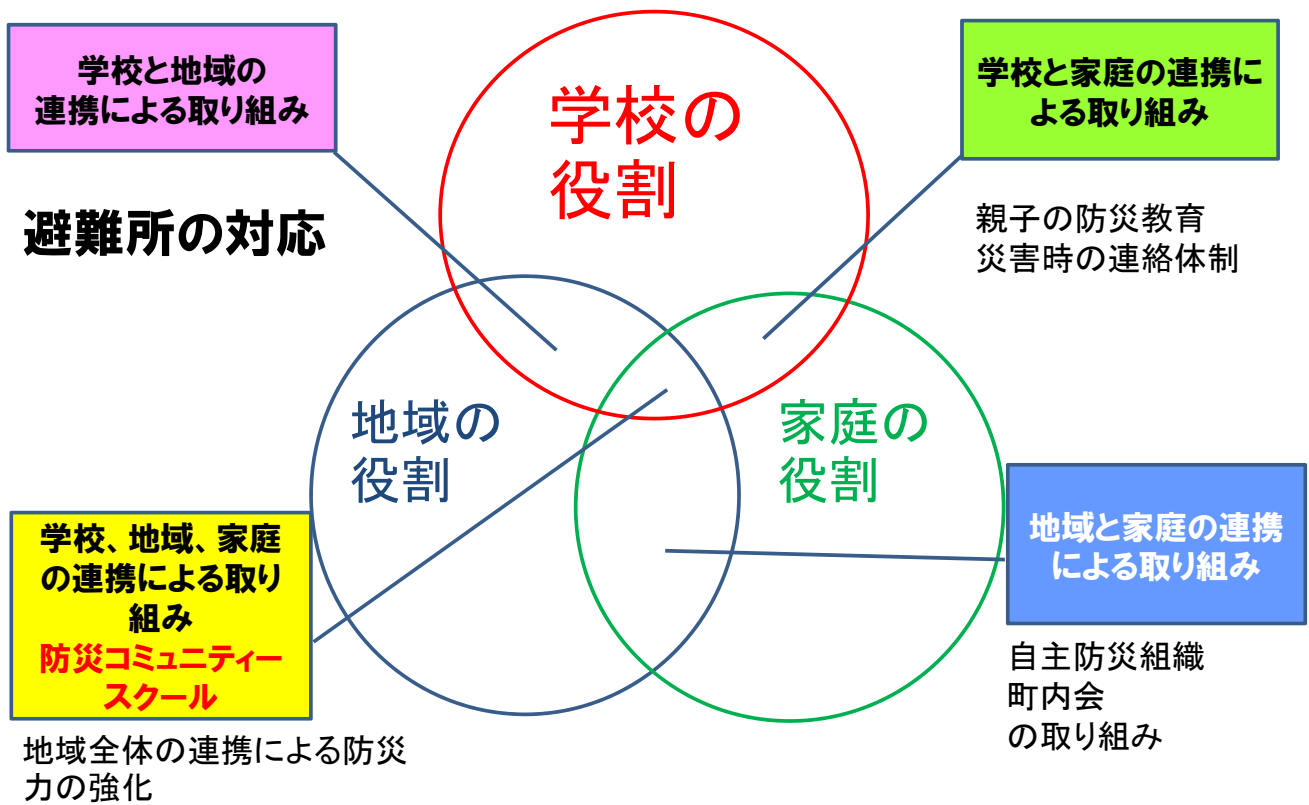 学校と地域の
連携による取り組み
避難所の対応
学校の
役割
学校と家庭の連携に
よる取り組み
親子の防災教育
災害時の連絡体制
地域の
役割
家庭の
役割
学校、地域、家庭
の連携による取り
組み
防災コミュニティー
スクール
地域全体の連携による防災
力の強化
地域と家庭の連携
による取り組み
自主防災組織
町内会
の取り組み